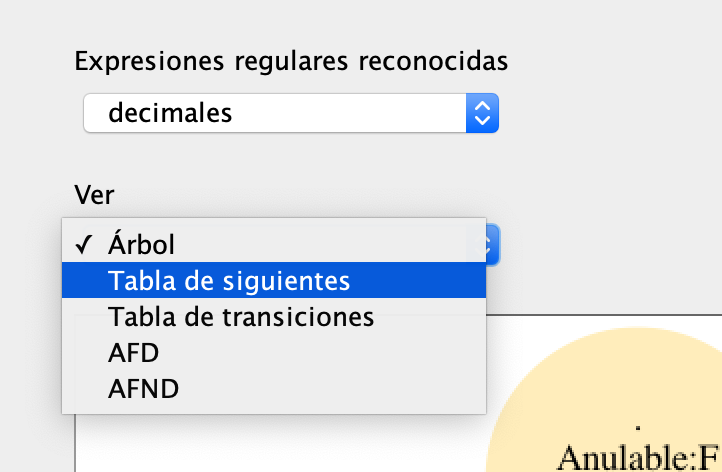 Expresiones regulares reconocidas
decimales
Ver
✓ Árbol
Tabla de siguientes
Tabla de transiciones
AFD
AFND
.
Anulable:F